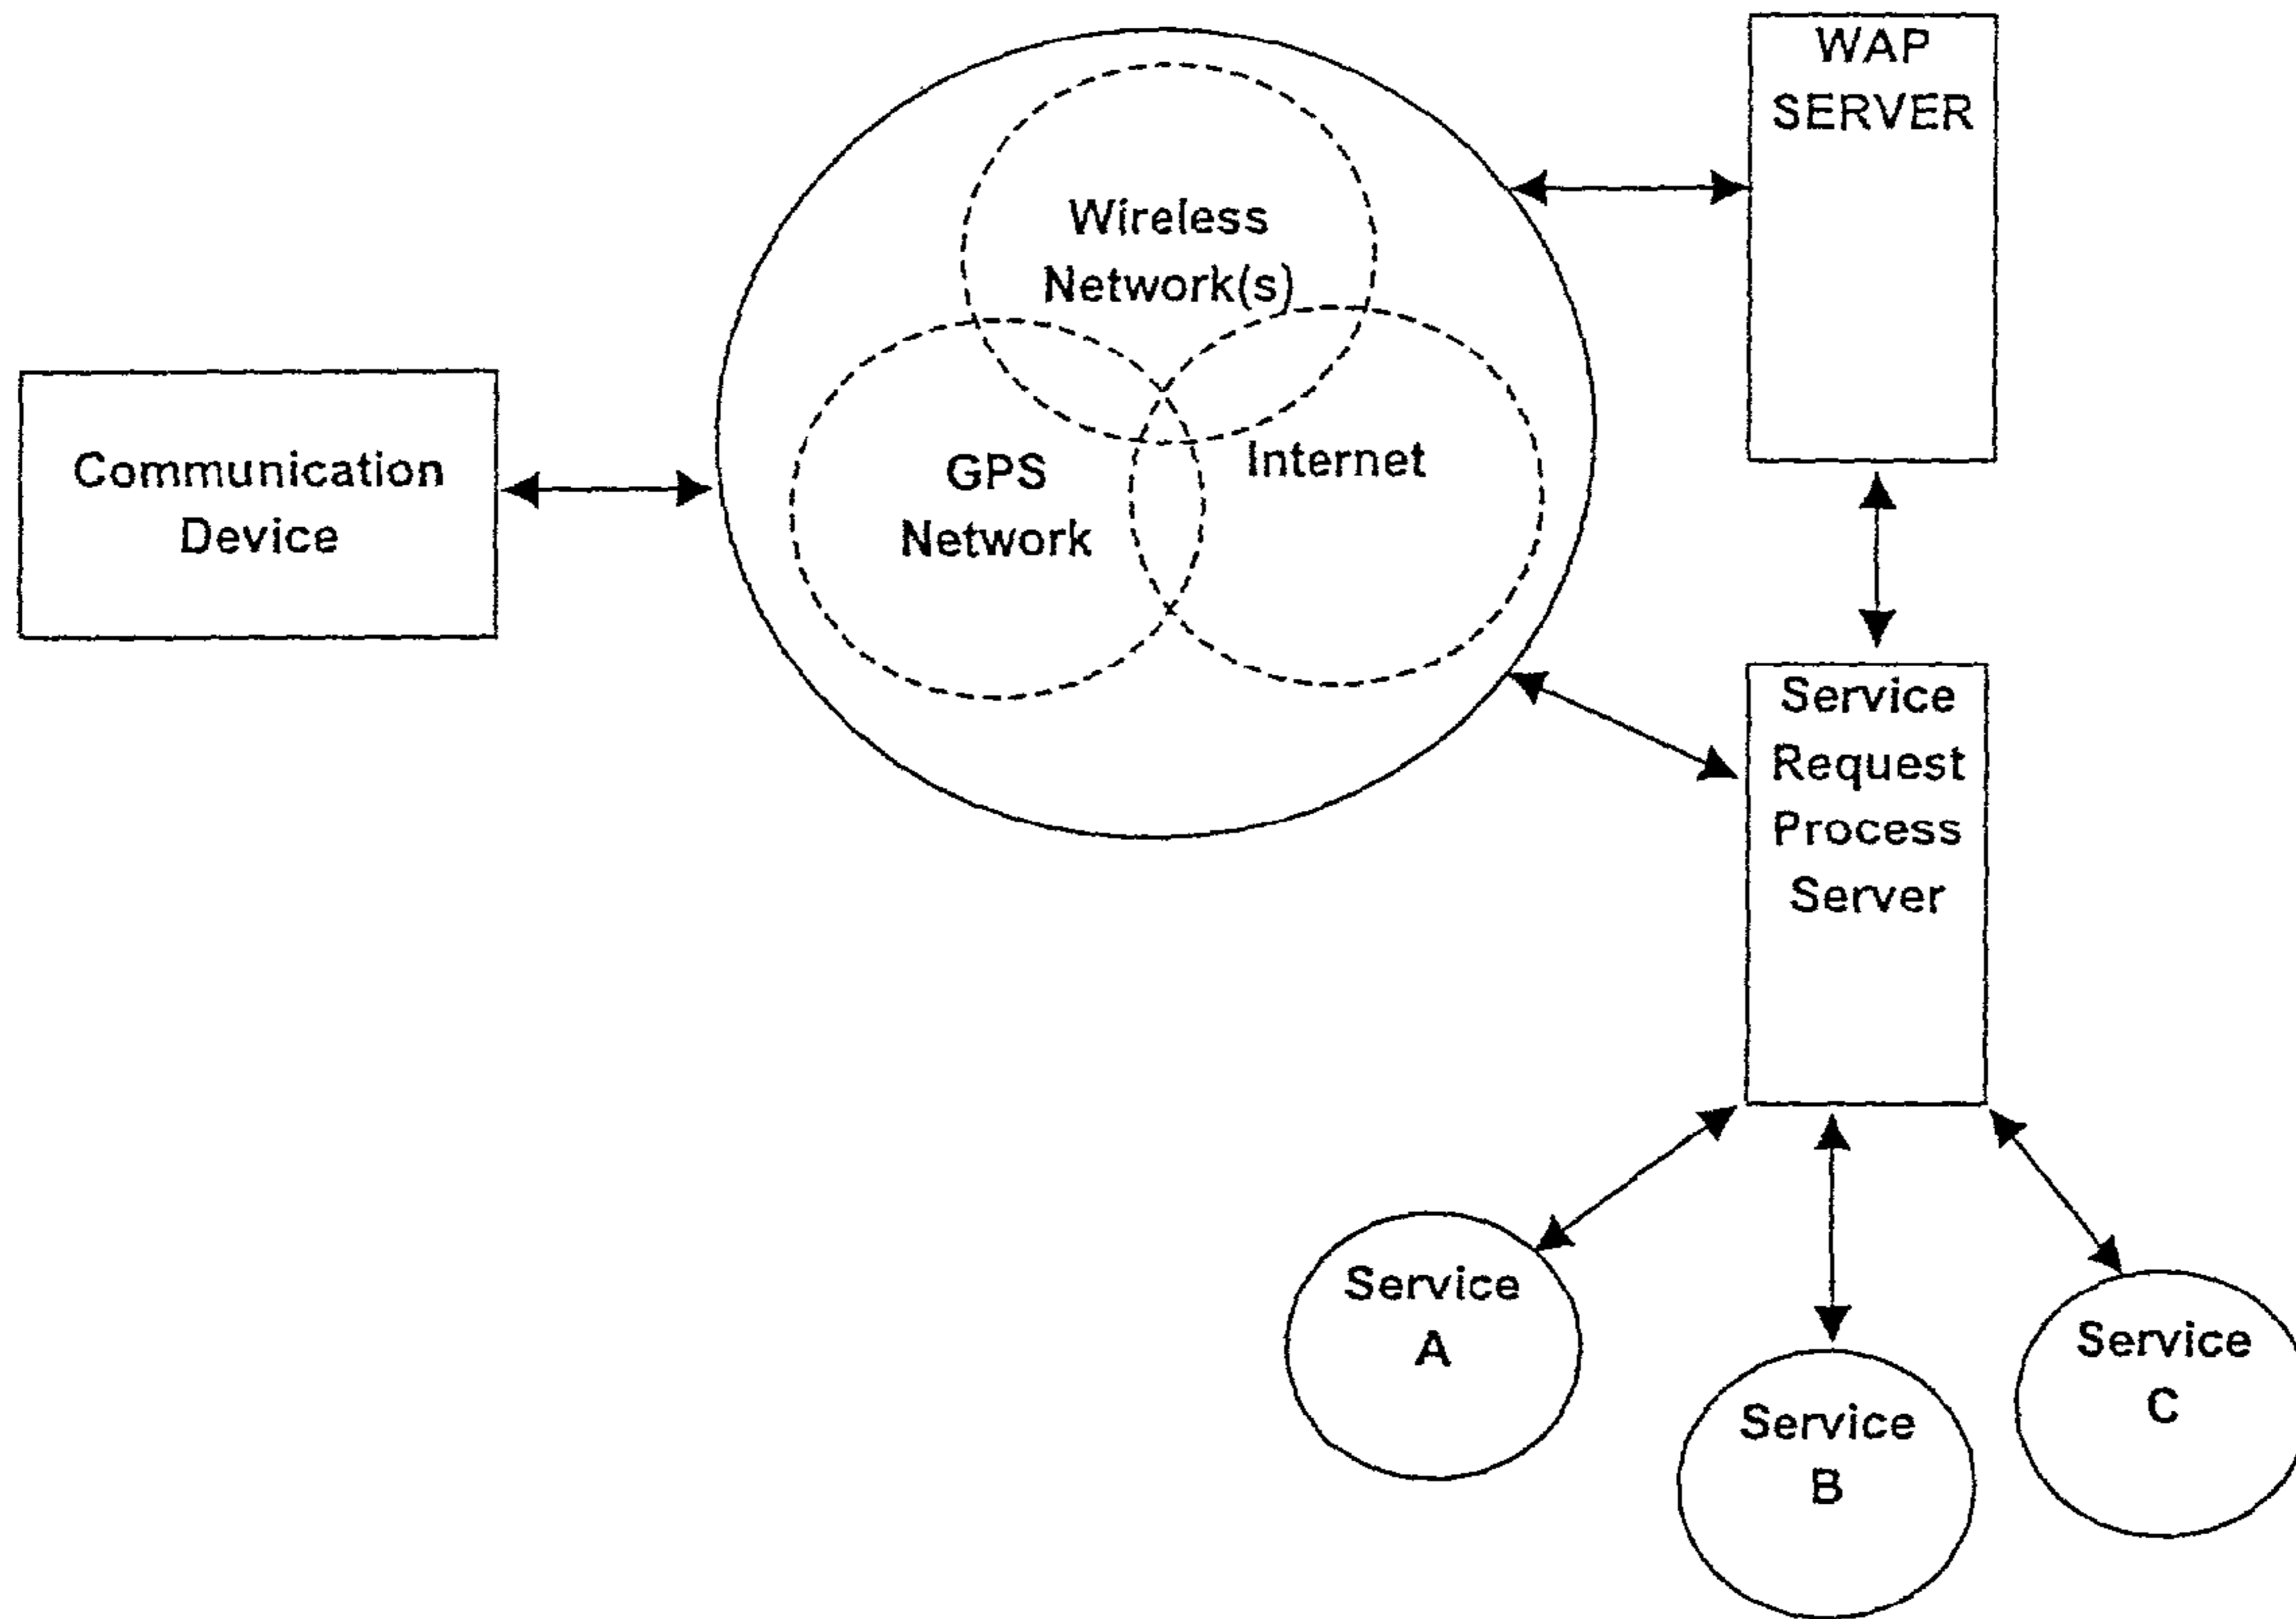 WAP
SERVER
Wireless
Network(s)
Communication
Device
GPS
Network
Internet
Service
Request
Process
Server
Service
A
Service
B
Service
C